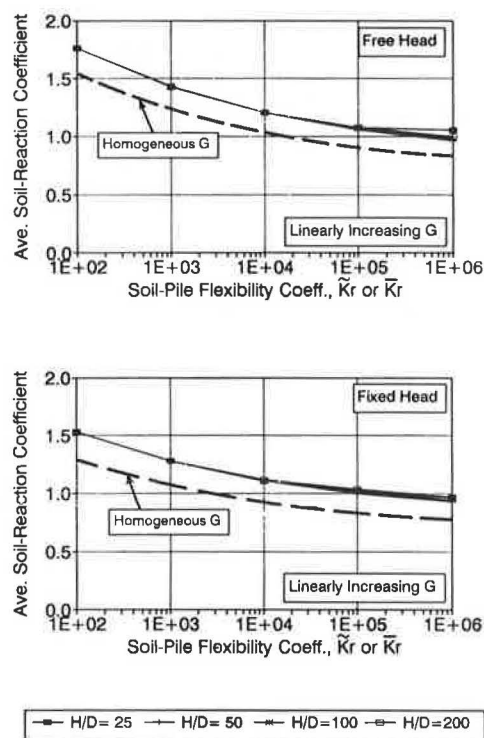 Ave. Soil-Reaction Coefficient
2.0
1.5
1.0
0.5
0.0
Free Head
Homogeneous G
Linearly Increasing G
1E+02 1E+03 1E+04 1E+05 1E+06
Soil-Pile Flexibility Coeff., K̃r or K̅r
Ave. Soil-Reaction Coefficient
2.0
1.5
1.0
0.5
0.0
Fixed Head
Homogeneous G
Linearly Increasing G
1E+02 1E+03 1E+04 1E+05 1E+06
Soil-Pile Flexibility Coeff., K̃r or K̅r
H/D= 25 H/D= 50 H/D=100 H/D=200